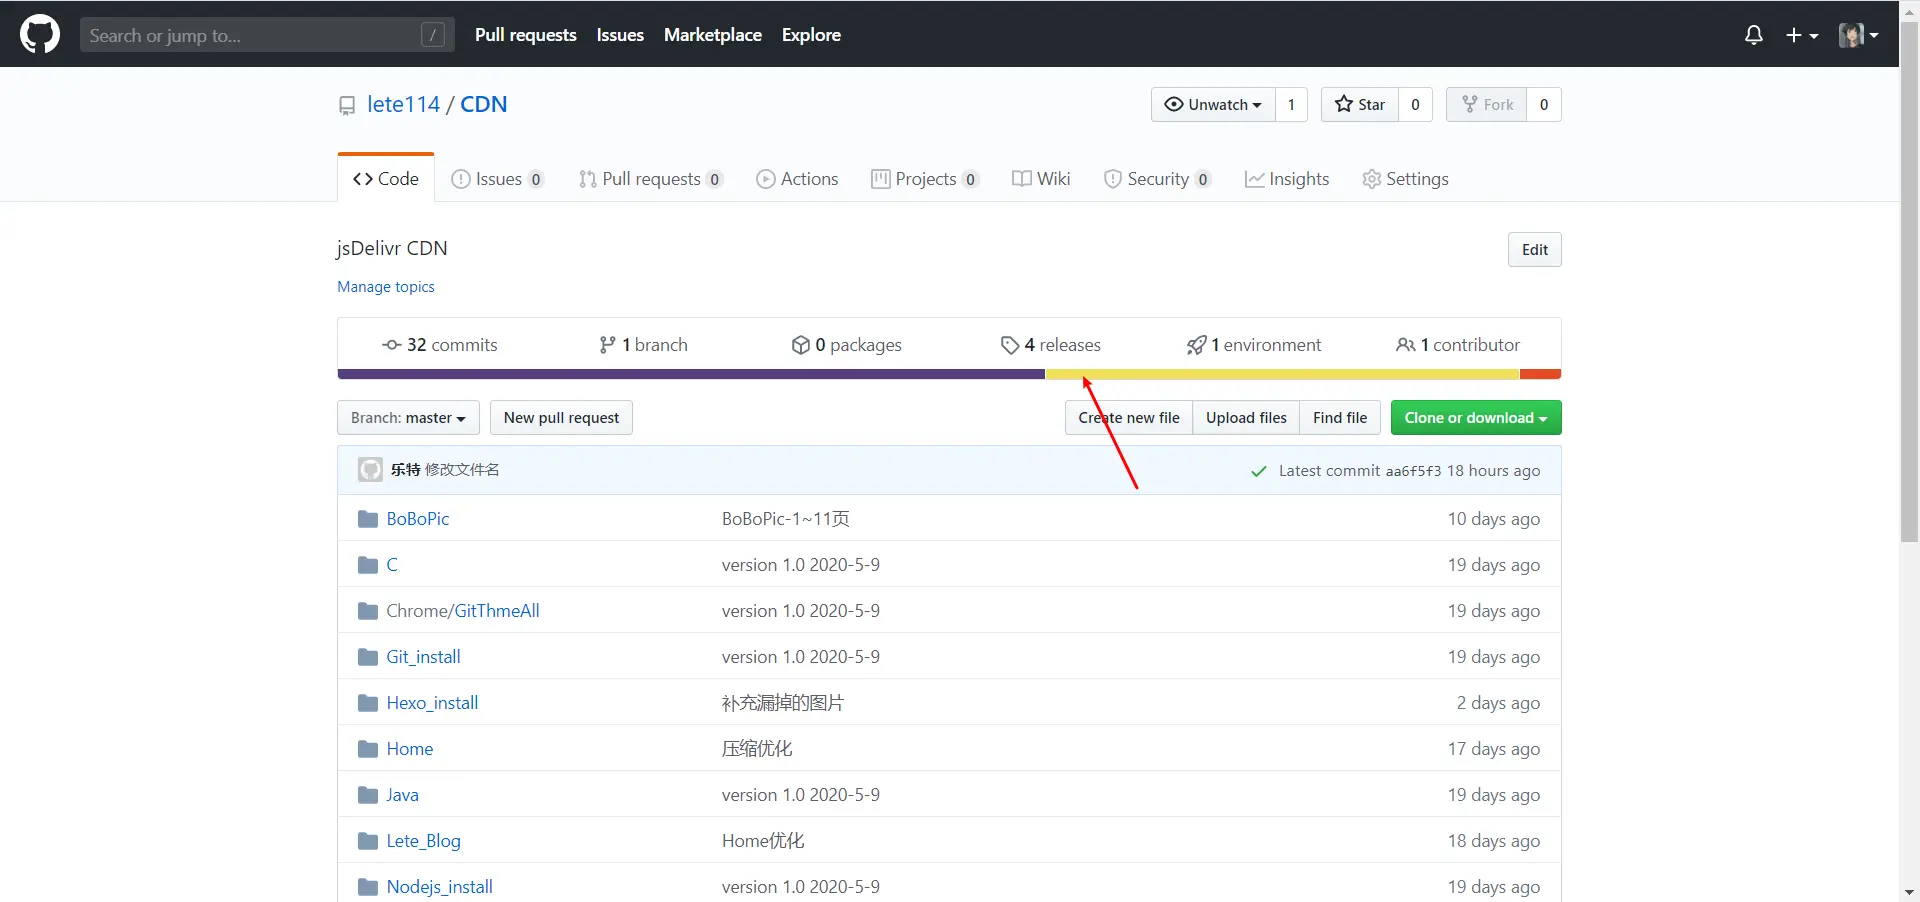 Search or jump to... / Pull requests Issues Marketplace Explore
lete114 / CDN Unwatch 1 Star 0 Fork 0
Code Issues 0 Pull requests 0 Actions Projects 0 Wiki Security 0 Insights Settings
jsDelivr CDN Edit
Manage topics
32 commits 1 branch 0 packages 4 releases 1 environment 1 contributor
Branch: master New pull request Create new file Upload files Find file Clone or download
乐特 修改文件名 Latest commit aa6f5f3 18 hours ago
BoBoPic BoBoPic-1~11页 10 days ago
C version 1.0 2020-5-9 19 days ago
Chrome/GitThmeAll version 1.0 2020-5-9 19 days ago
Git_install version 1.0 2020-5-9 19 days ago
Hexo_install 补充漏掉的图片 2 days ago
Home 压缩优化 17 days ago
Java version 1.0 2020-5-9 19 days ago
Lete_Blog Home优化 18 days ago
Nodejs_install version 1.0 2020-5-9 19 days ago